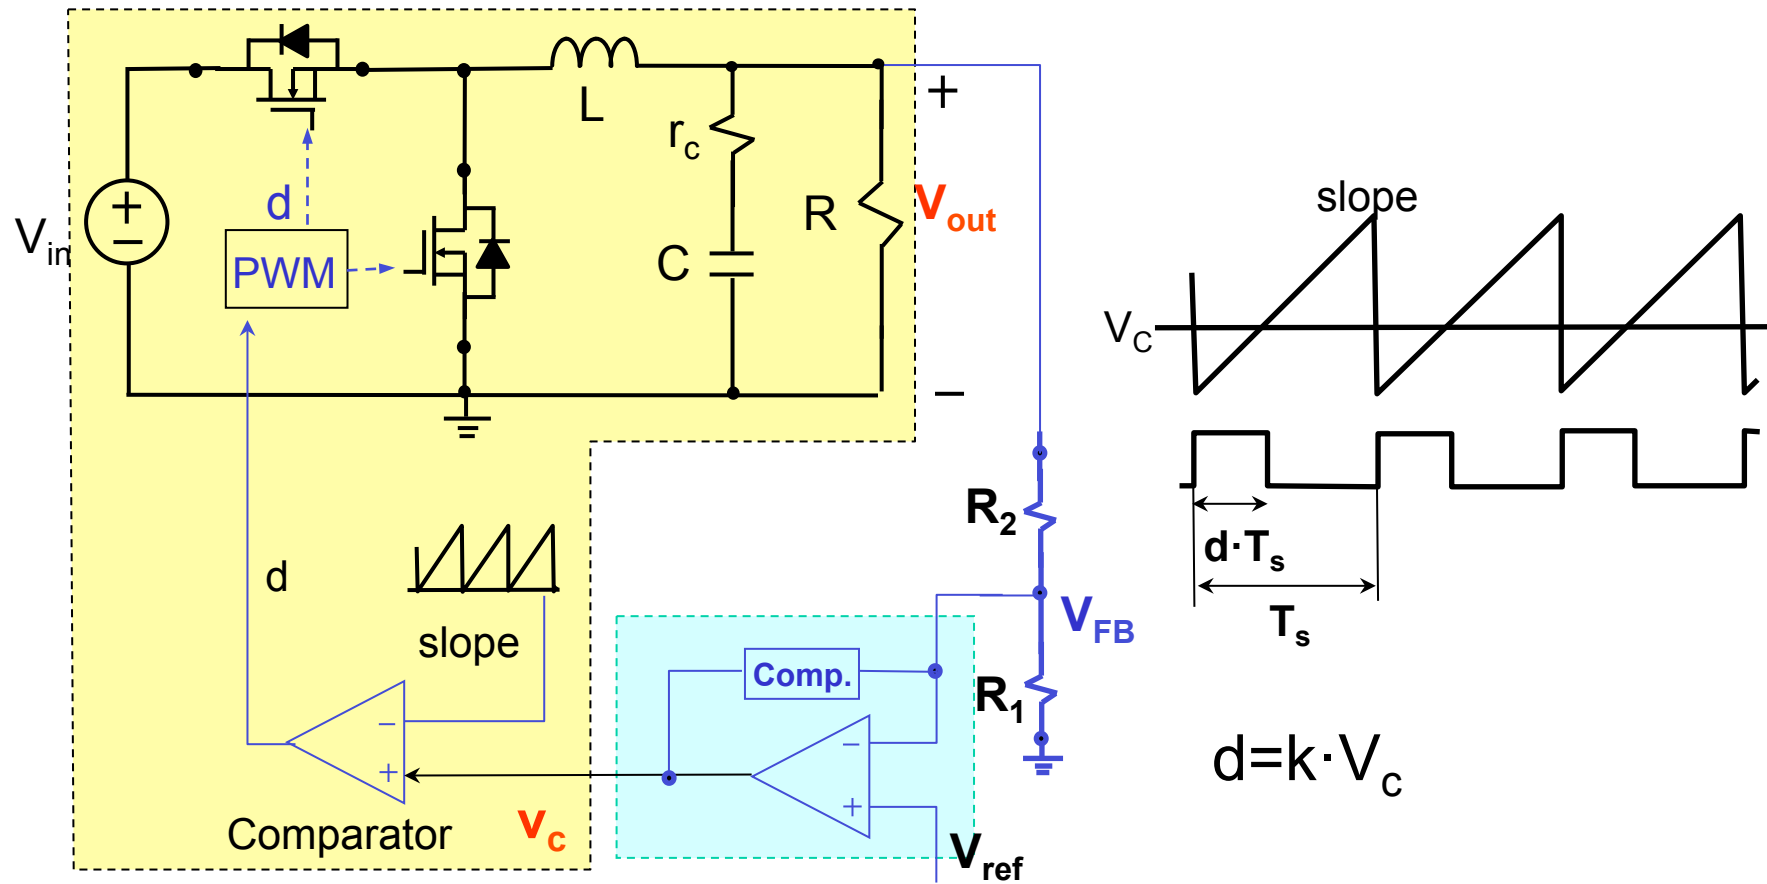 V_in
d
PWM
L
r_c
C
R
+
V_out
−
d
slope
Comparator
v_c
Comp.
V_ref
R_2
V_FB
R_1
slope
V_C
d·T_s
T_s
d=k·V_c